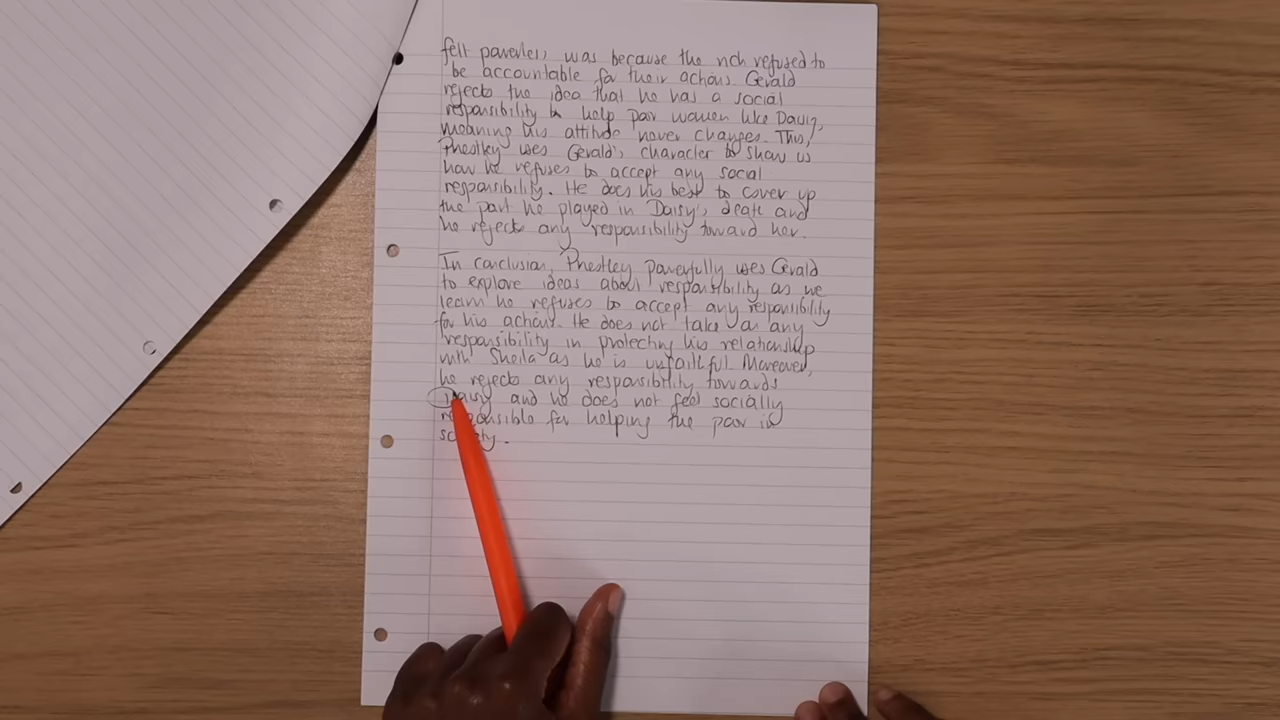 felt powerless was because the rich refused to
be accountable for their actions Gerald
rejects the idea that he has a social
responsibility to help poor women like Daisy,
meaning his attitude never changes. Thus,
Priestley uses Gerald's character to show us
how he refuses to accept any social
responsibility. He does his best to cover up
the part he played in Daisy's death and
he rejects any responsibility toward her.
In conclusion, Priestley powerfully uses Gerald
to explore ideas about responsibility as we
learn he refuses to accept any responsibility
for his actions. He does not take on any
responsibility in protecting his relationship
with Sheila as he is unfaithful. Moreover,
he rejects any responsibility towards
Daisy and he does not feel socially
responsible for helping the poor in
society.